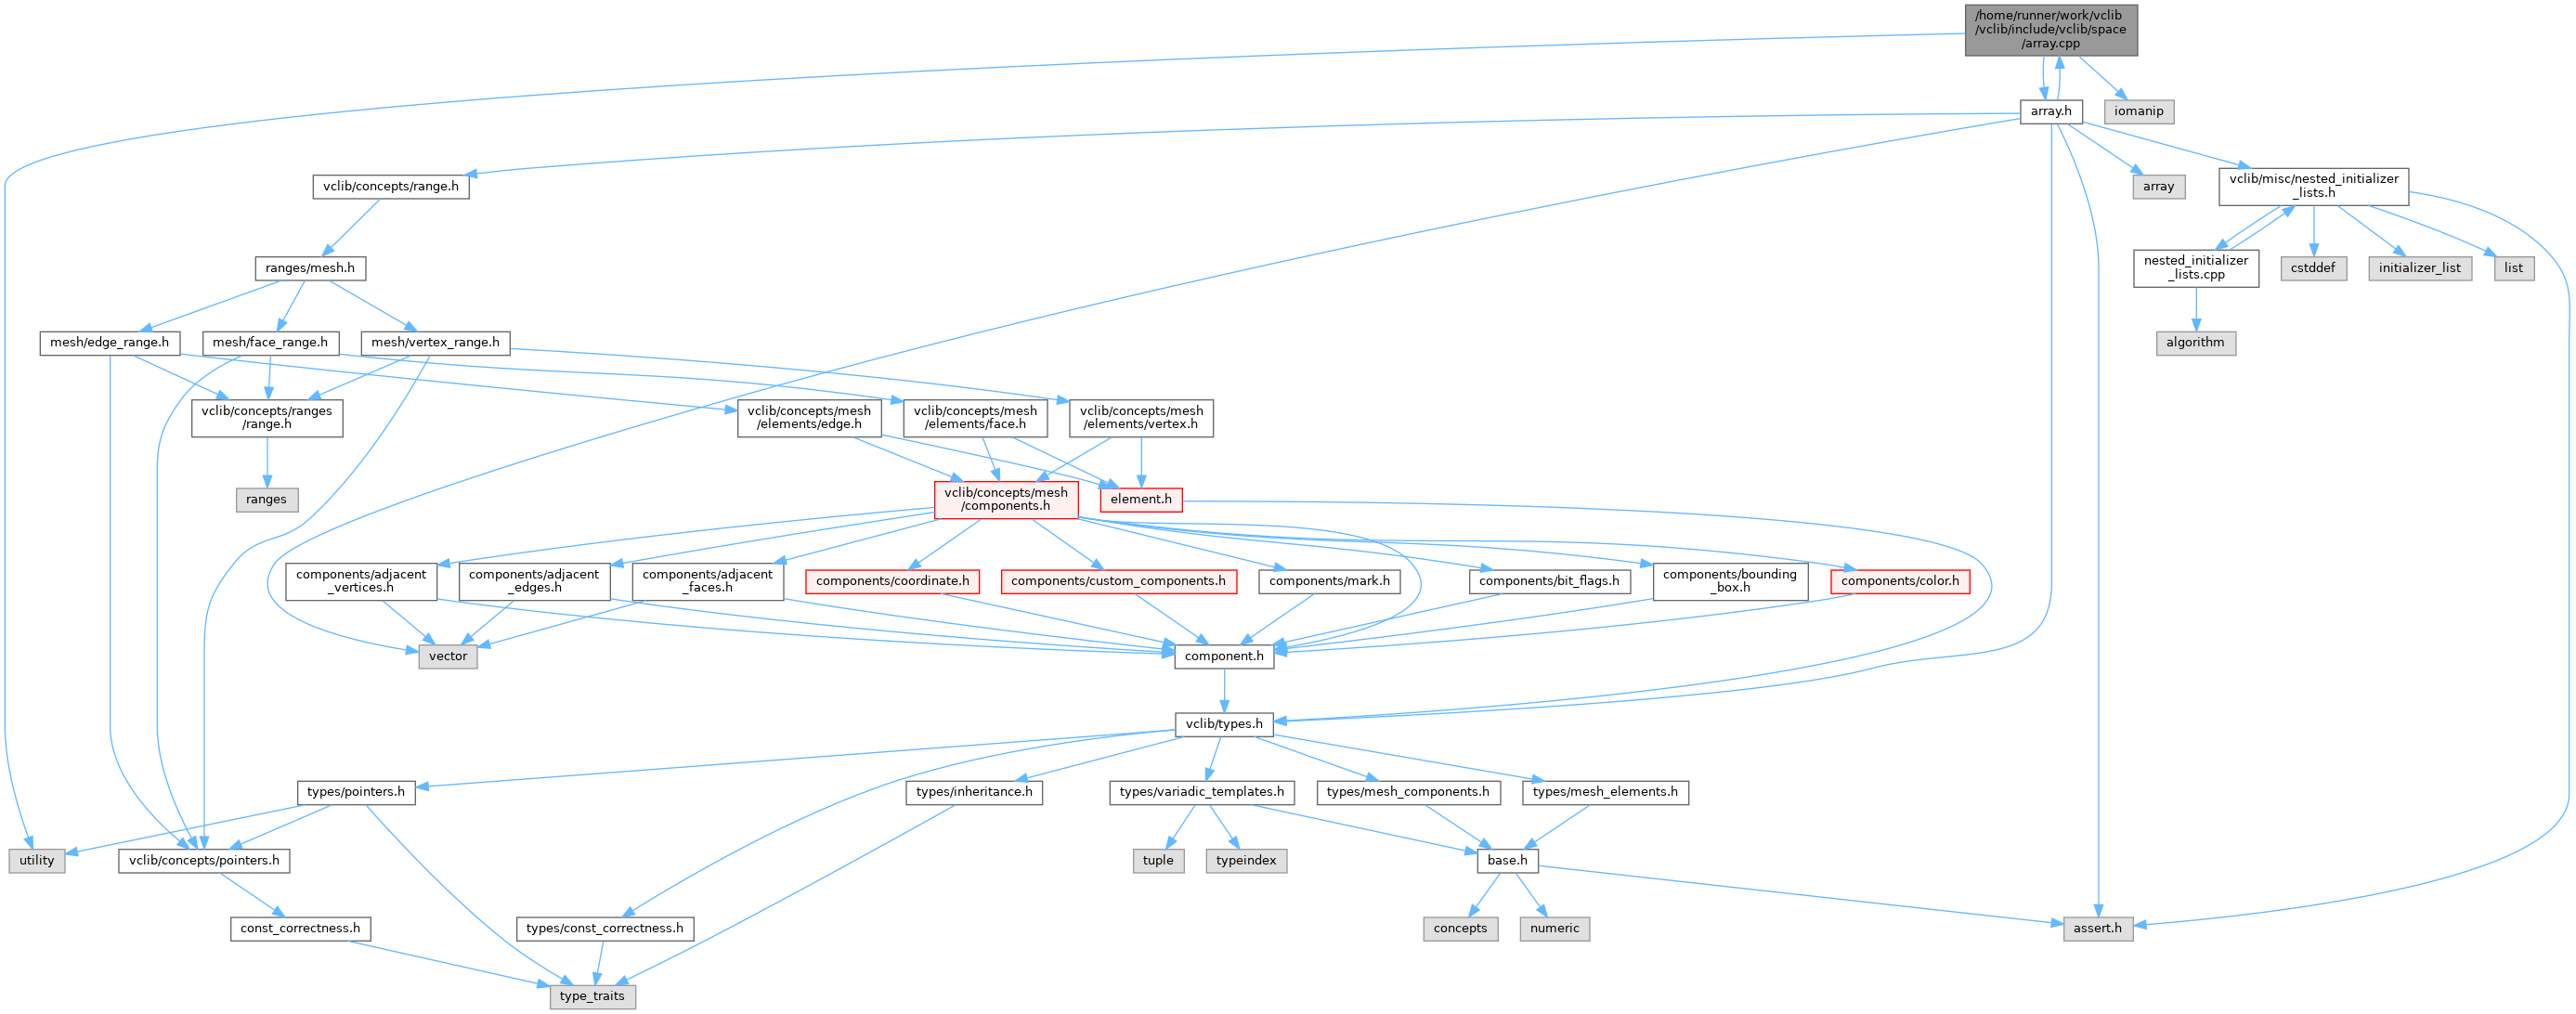 /home/runner/work/vclib
/vclib/include/vclib/space
/array.cpp
array.h
iomanip
vclib/concepts/range.h
array
vclib/misc/nested_initializer
_lists.h
ranges/mesh.h
nested_initializer
_lists.cpp
cstddef
initializer_list
list
mesh/edge_range.h
mesh/face_range.h
mesh/vertex_range.h
algorithm
vclib/concepts/ranges
/range.h
vclib/concepts/mesh
/elements/edge.h
vclib/concepts/mesh
/elements/face.h
vclib/concepts/mesh
/elements/vertex.h
ranges
vclib/concepts/mesh
/components.h
element.h
components/adjacent
_vertices.h
components/adjacent
_edges.h
components/adjacent
_faces.h
components/coordinate.h
components/custom_components.h
components/mark.h
components/bit_flags.h
components/bounding
_box.h
components/color.h
vector
component.h
vclib/types.h
types/pointers.h
types/inheritance.h
types/variadic_templates.h
types/mesh_components.h
types/mesh_elements.h
utility
vclib/concepts/pointers.h
tuple
typeindex
base.h
const_correctness.h
types/const_correctness.h
concepts
numeric
assert.h
type_traits